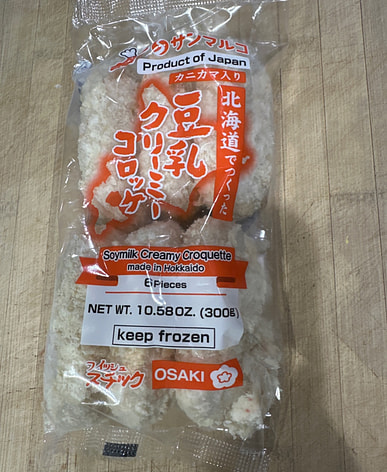 サンマルコ
Product of Japan
カニカマ入り
北海道でつくった
豆乳
クリーミー
コロッケ
Soymilk Creamy Croquette
made in Hokkaido
6 Pieces
NET WT. 10.58OZ. (300g)
keep frozen
フィッシュ
スチック
OSAKI